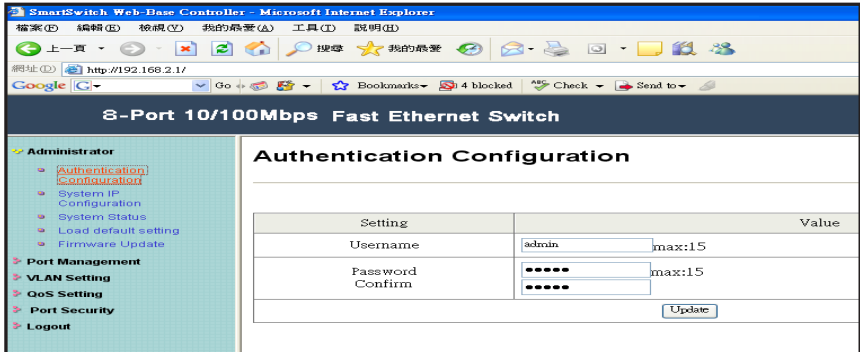 SmartSwitch Web-Base Controller - Microsoft Internet Explorer
檔案(F) 編輯(E) 檢視(V) 我的最愛(A) 工具(T) 說明(H)
上一頁 搜尋 我的最愛
網址(D) http://192.168.2.1/
Google G Go Bookmarks 4 blocked ABC Check Send to
8-Port 10/100Mbps Fast Ethernet Switch
Administrator
Authentication
Configuration
System IP
Configuration
System Status
Load default setting
Firmware Update
Port Management
VLAN Setting
QoS Setting
Port Security
Logout
Authentication Configuration
Setting Value
Username admin max:15
Password ●●●●● max:15
Confirm ●●●●●
Update